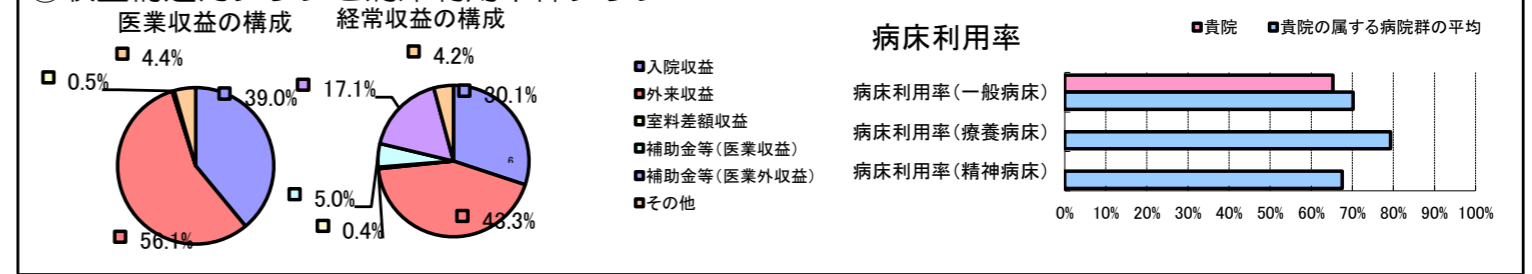 医業収益の構成
4.4%
0.5%
39.0%
56.1%
経常収益の構成
4.2%
17.1%
30.1%
5.0%
0.4%
43.3%
6
■入院収益
■外来収益
■室料差額収益
■補助金等(医業収益)
■補助金等(医業外収益)
■その他
病床利用率
■貴院 ■貴院の属する病院群の平均
病床利用率(一般病床)
病床利用率(療養病床)
病床利用率(精神病床)
0% 10% 20% 30% 40% 50% 60% 70% 80% 90% 100%